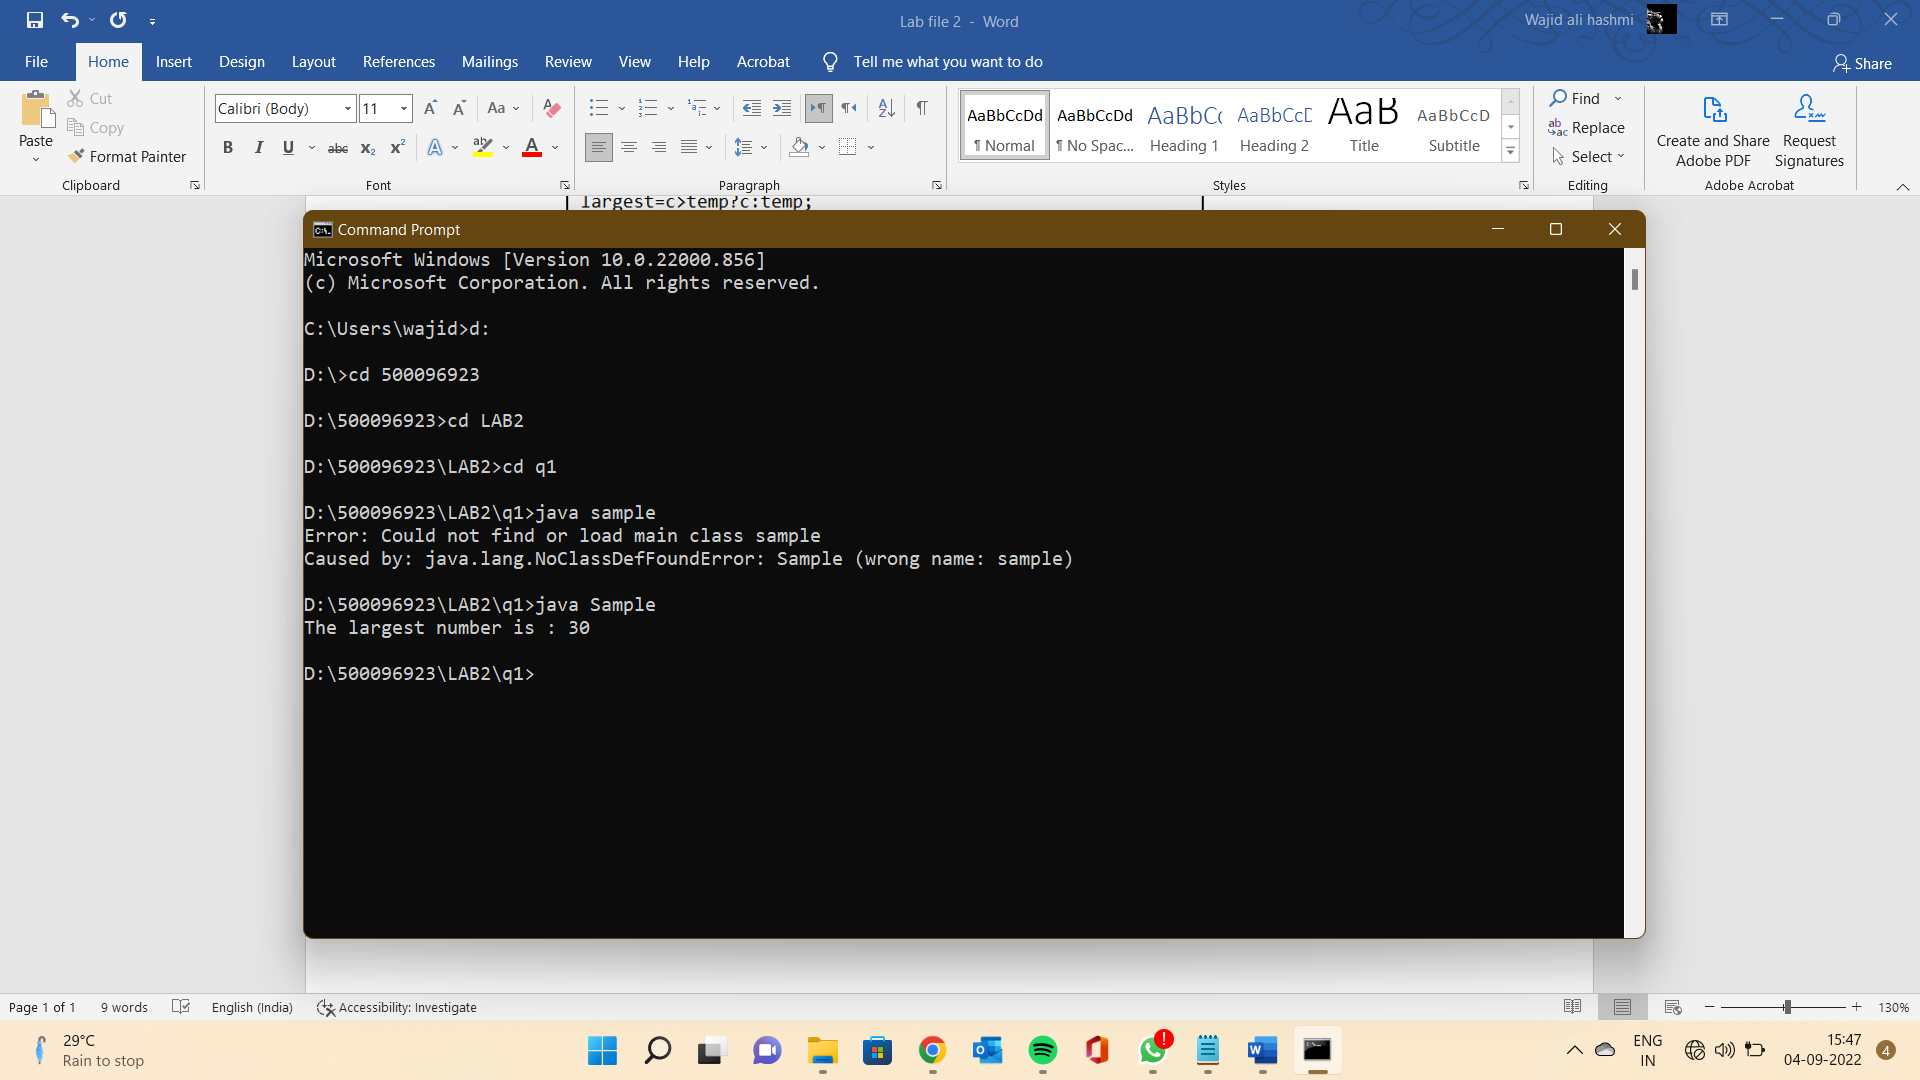 Lab file 2 - Word
Wajid ali hashmi
File Home Insert Design Layout References Mailings Review View Help Acrobat Tell me what you want to do
Share
Paste
Cut
Copy
Format Painter
Clipboard
Calibri (Body) 11
Font
Paragraph
AaBbCcDd AaBbCcDd AaBbCc AaBbCcD AaB AaBbCcD
¶ Normal ¶ No Spac... Heading 1 Heading 2 Title Subtitle
Styles
Find
Replace
Select
Editing
Create and Share
Adobe PDF
Request
Signatures
Adobe Acrobat
largest=c>temp?c:temp;
Command Prompt
Microsoft Windows [Version 10.0.22000.856]
(c) Microsoft Corporation. All rights reserved.
C:\Users\wajid>d:
D:\>cd 500096923
D:\500096923>cd LAB2
D:\500096923\LAB2>cd q1
D:\500096923\LAB2\q1>java sample
Error: Could not find or load main class sample
Caused by: java.lang.NoClassDefFoundError: Sample (wrong name: sample)
D:\500096923\LAB2\q1>java Sample
The largest number is : 30
D:\500096923\LAB2\q1>
Page 1 of 1 9 words English (India) Accessibility: Investigate
130%
29°C
Rain to stop
ENG
IN
15:47
04-09-2022
4